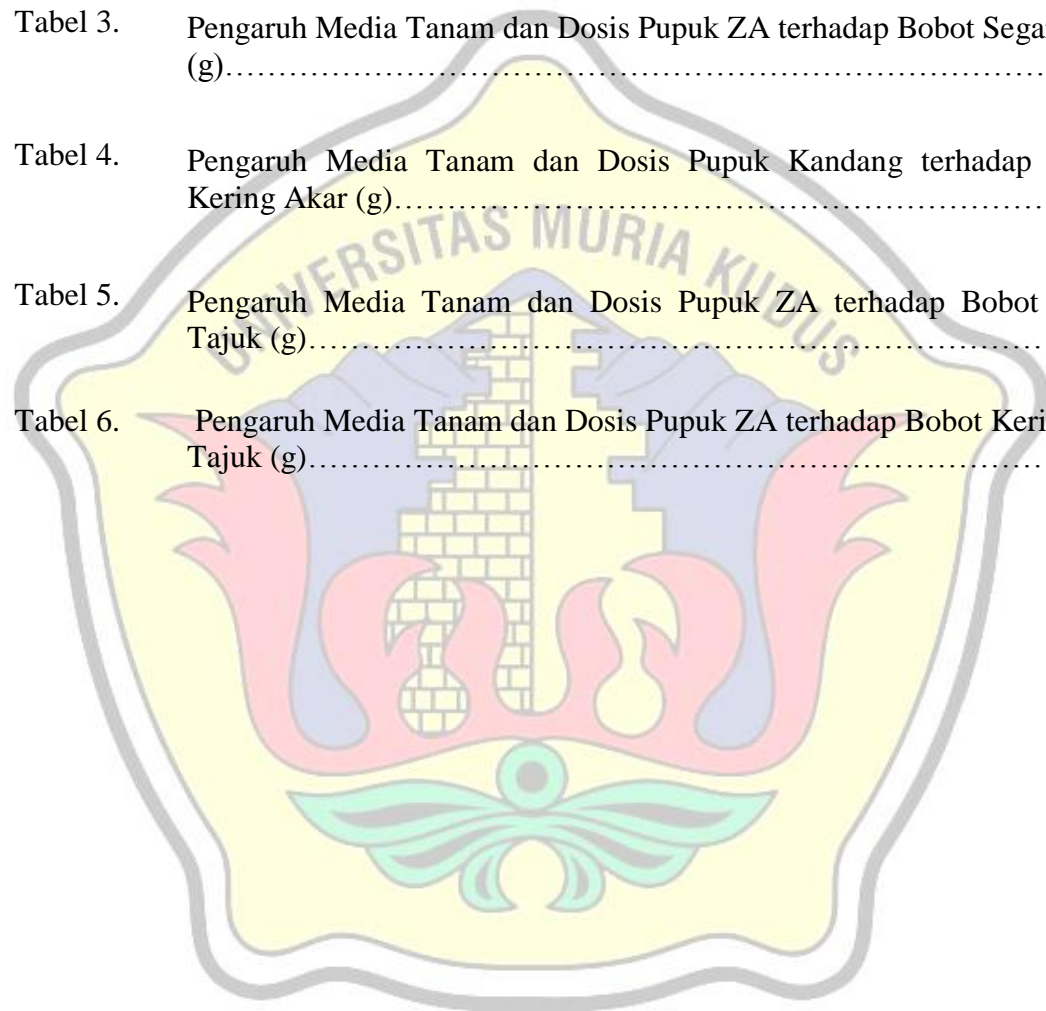 Tabel 3. Pengaruh Media Tanam dan Dosis Pupuk ZA terhadap Bobot
(g)……………………………………………………………………
Tabel 4. Pengaruh Media Tanam dan Dosis Pupuk Kandang terhadap
Kering Akar (g)……………………………………………………
UNIVERSITAS MURIA KUDUS
Tabel 5. Pengaruh Media Tanam dan Dosis Pupuk ZA terhadap Bobot
Tajuk (g)……………………………………………………………
Tabel 6. Pengaruh Media Tanam dan Dosis Pupuk ZA terhadap Bobot
Tajuk (g)……………………………………………………………